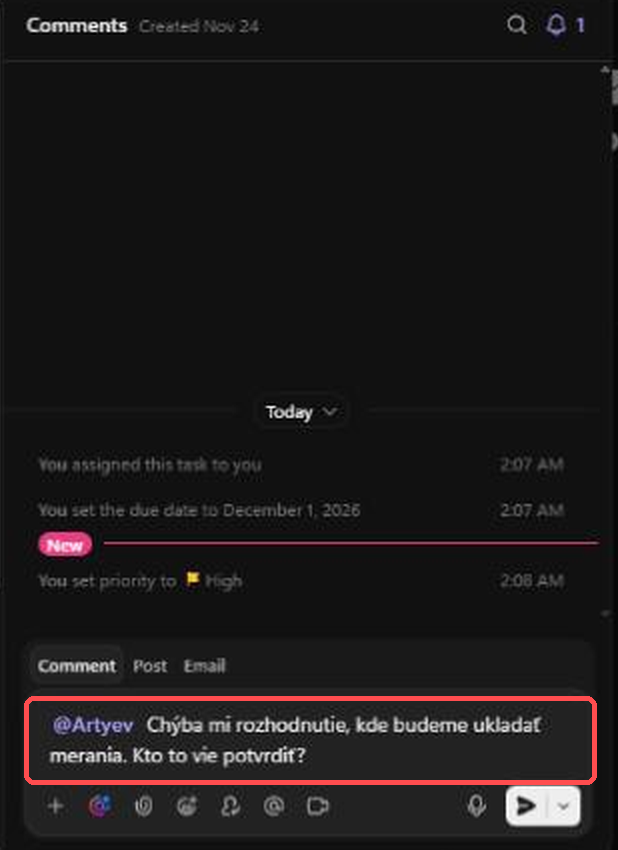 Comments Created Nov 24 1
Today
You assigned this task to you 2:07 AM
You set the due date to December 1, 2026 2:07 AM
New
You set priority to High 2:08 AM
Comment Post Email
@Artyev Chýba mi rozhodnutie, kde budeme ukladať
merania. Kto to vie potvrdiť?